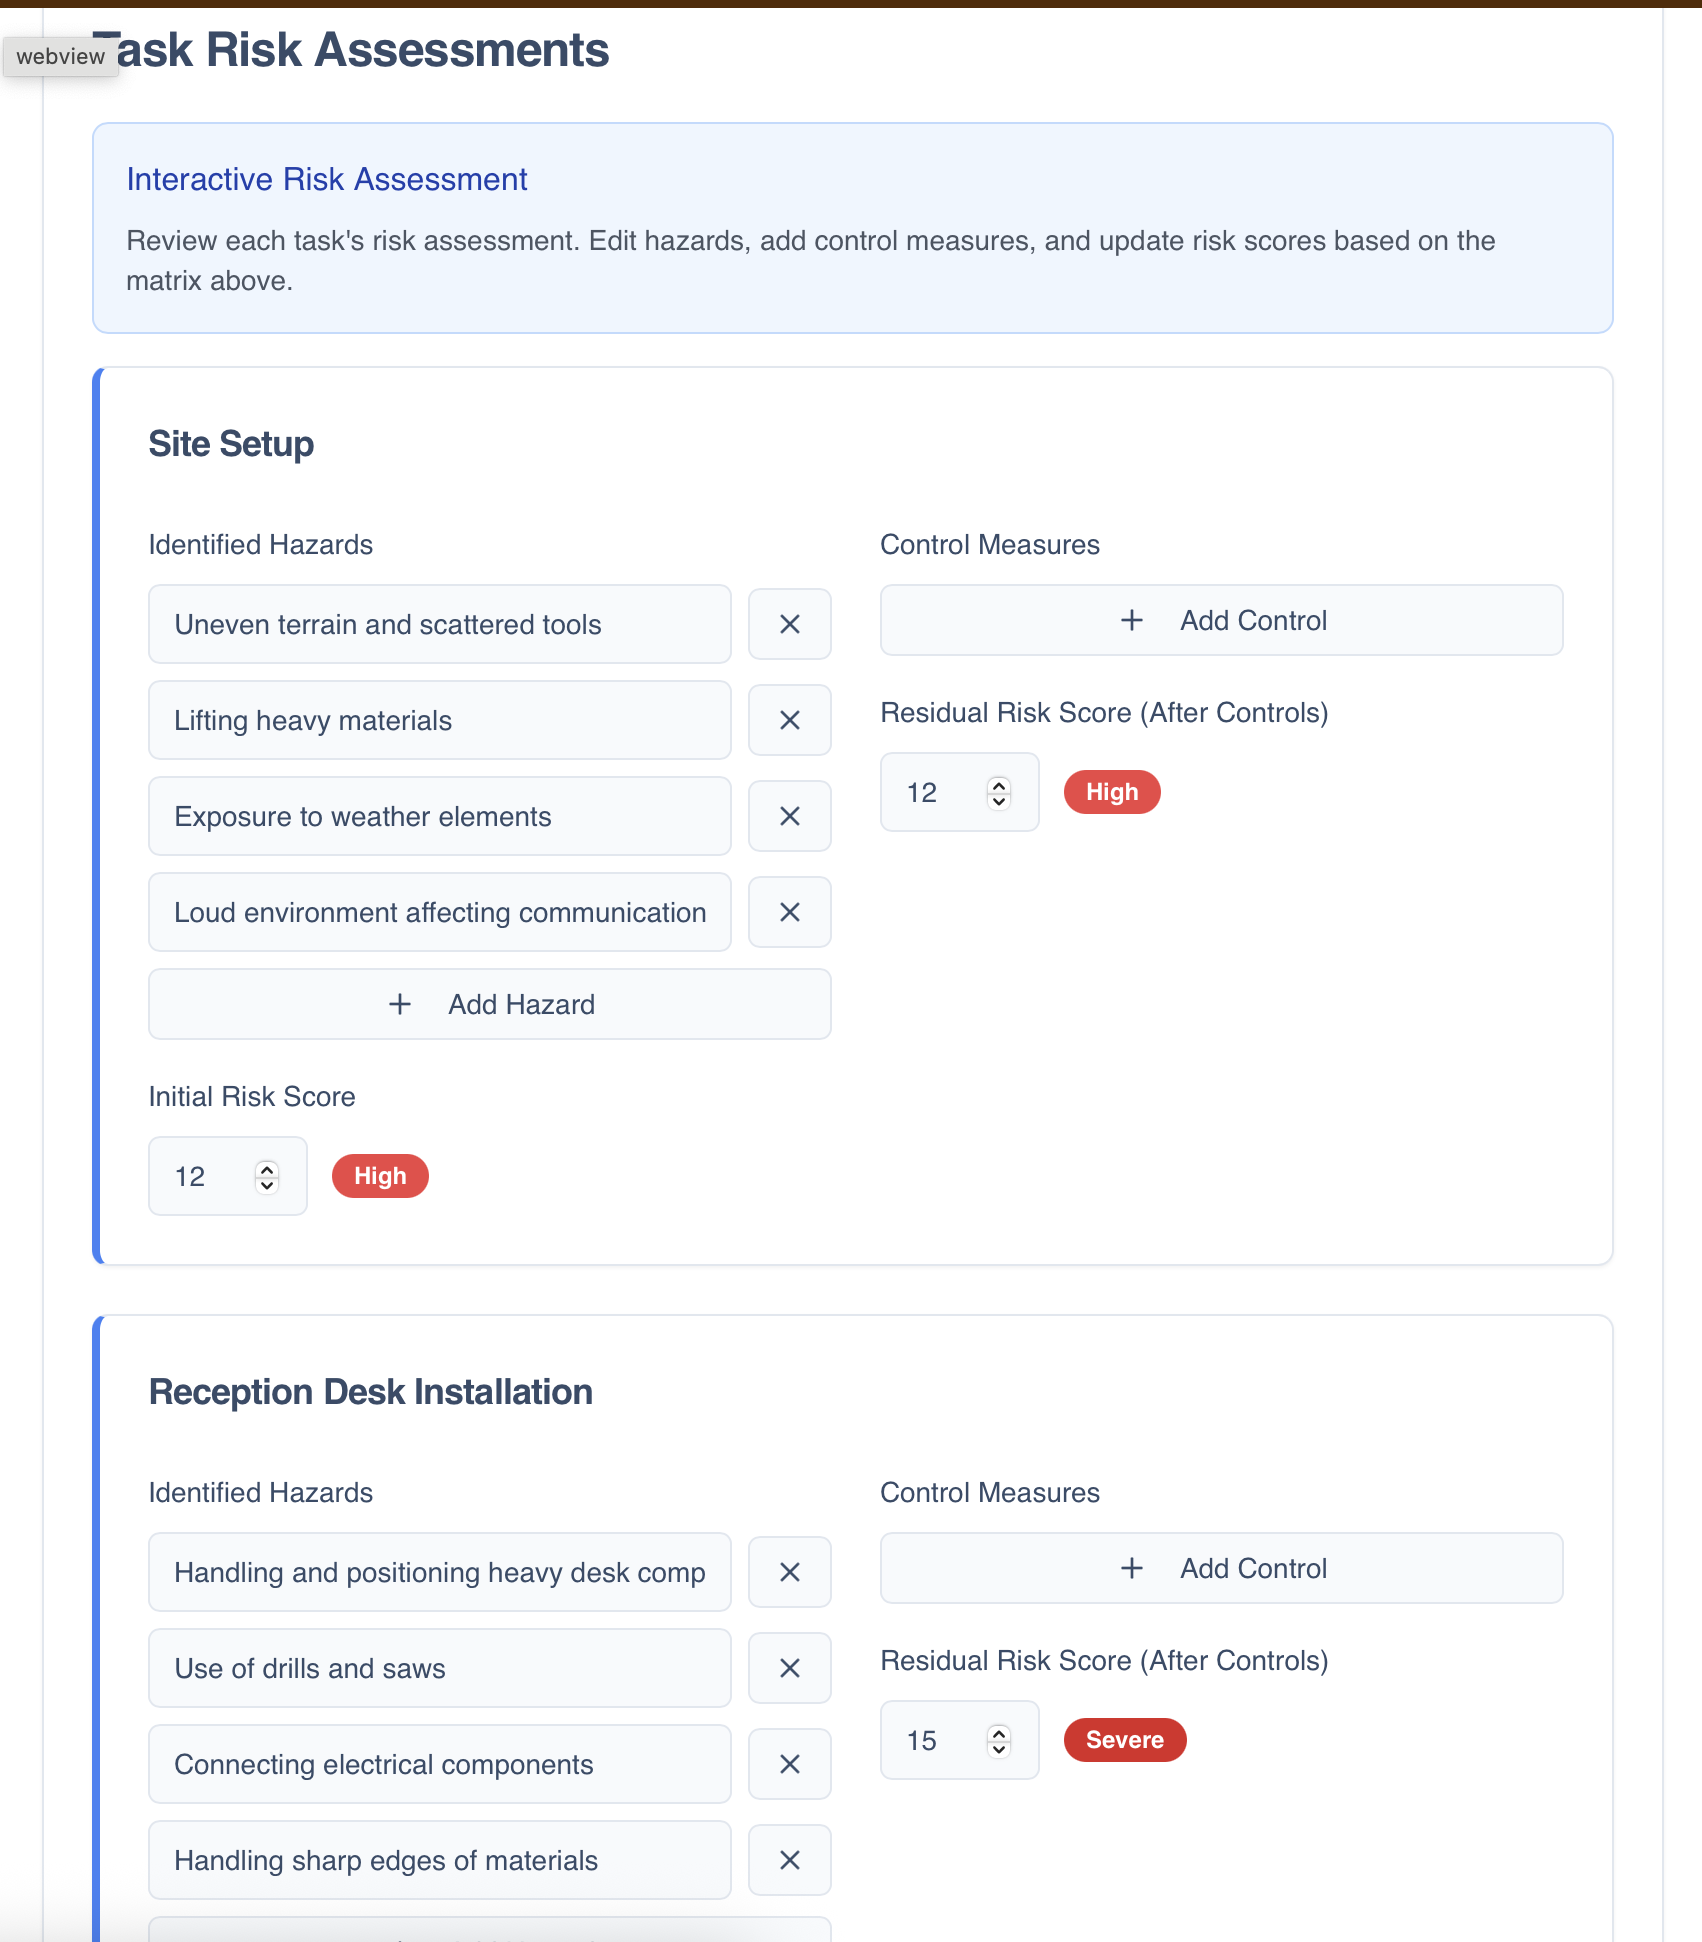 Task Risk Assessments
webview
Interactive Risk Assessment
Review each task's risk assessment. Edit hazards, add control measures, and update risk scores based on the
matrix above.
Site Setup
Identified Hazards
Uneven terrain and scattered tools
Lifting heavy materials
Exposure to weather elements
Loud environment affecting communication
+ Add Hazard
Initial Risk Score
12 High
Control Measures
+ Add Control
Residual Risk Score (After Controls)
12 High
Reception Desk Installation
Identified Hazards
Handling and positioning heavy desk comp
Use of drills and saws
Connecting electrical components
Handling sharp edges of materials
Control Measures
+ Add Control
Residual Risk Score (After Controls)
15 Severe